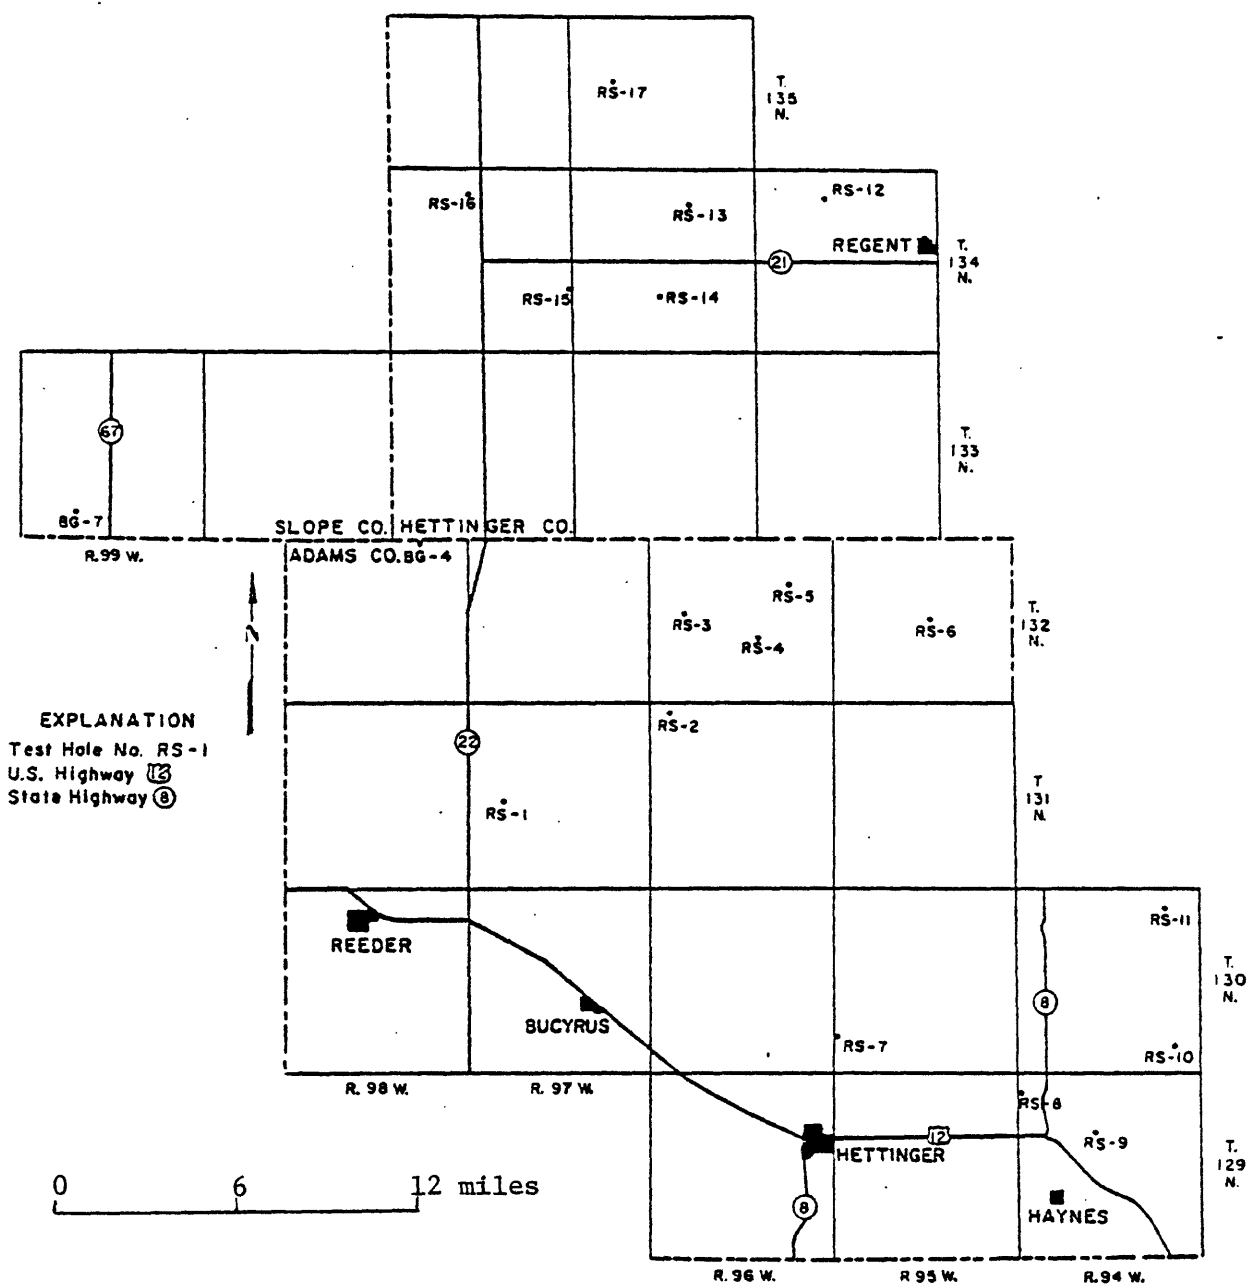 RS-17
T.
135
N.
RS-16
RS-13
RS-12
REGENT
T.
134
N.
21
RS-15
RS-14
67
T.
133
N.
BG-7
SLOPE CO. HETTINGER CO.
R.99 W.
ADAMS CO. BG-4
RS-5
RS-3
RS-4
RS-6
T.
132
N.
N
EXPLANATION
Test Hole No. RS-1
U.S. Highway 12
State Highway 8
RS-2
22
RS-1
T
131
N.
REEDER
RS-11
T.
130
N.
8
BUCYRUS
RS-7
RS-10
R. 98 W.
R. 97 W.
RS-8
12
RS-9
HETTINGER
T.
129
N.
0 6 12 miles
8
HAYNES
R. 96 W.
R 95 W.
R. 94 W.